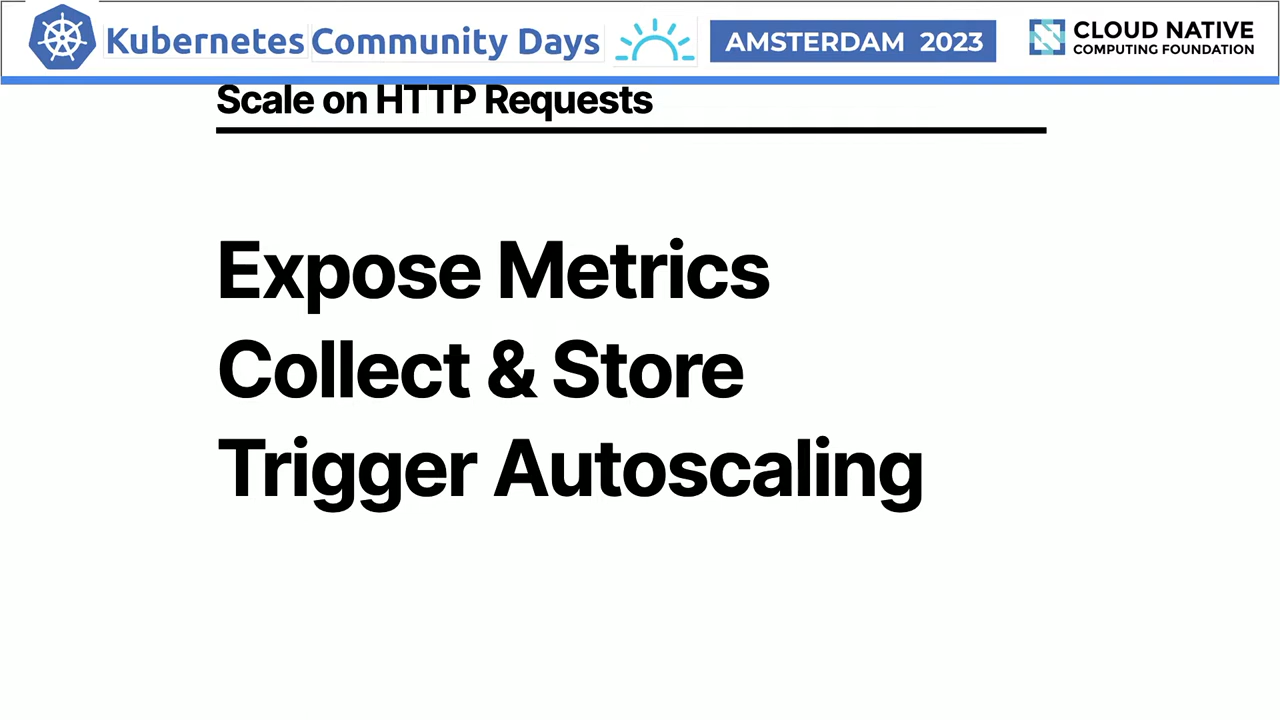 Kubernetes Community Days AMSTERDAM 2023 CLOUD NATIVE
COMPUTING FOUNDATION
Scale on HTTP Requests
Expose Metrics
Collect & Store
Trigger Autoscaling